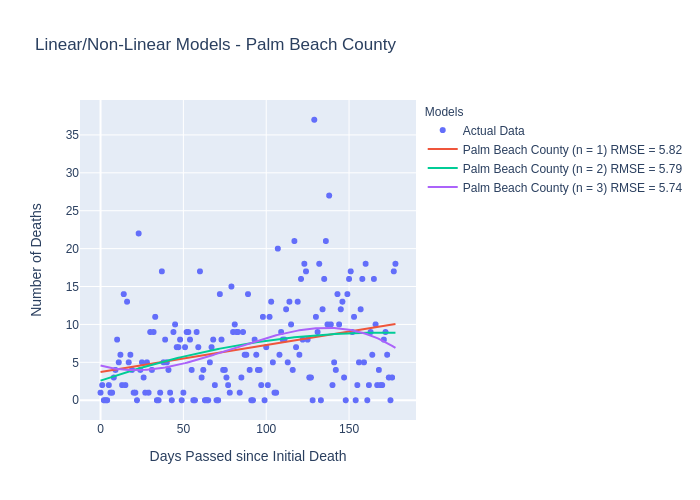 Linear/Non-Linear Models - Palm Beach County
Models
Actual Data
Palm Beach County (n = 1) RMSE = 5.82
Palm Beach County (n = 2) RMSE = 5.79
Palm Beach County (n = 3) RMSE = 5.74
Number of Deaths
35
30
25
20
15
10
5
0
0 50 100 150
Days Passed since Initial Death